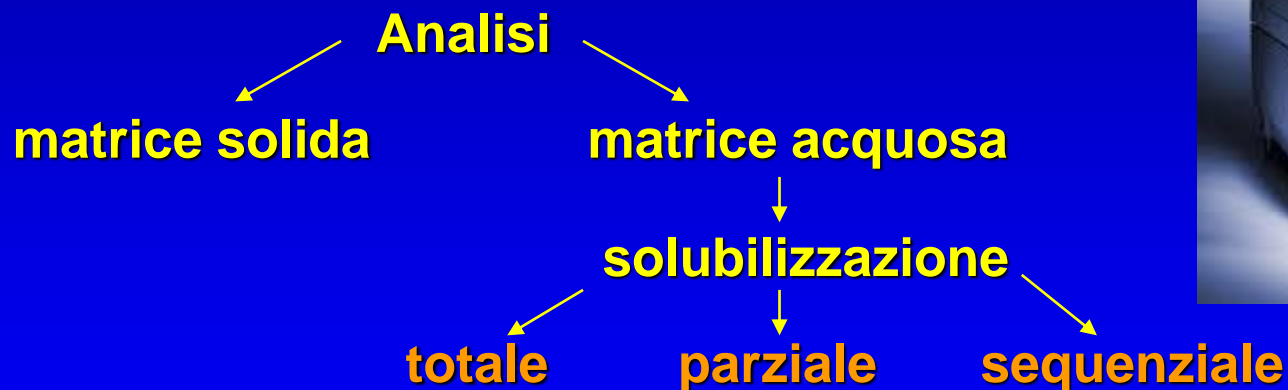 Analisi
matrice solida matrice acquosa
solubilizzazione
totale parziale sequenziale